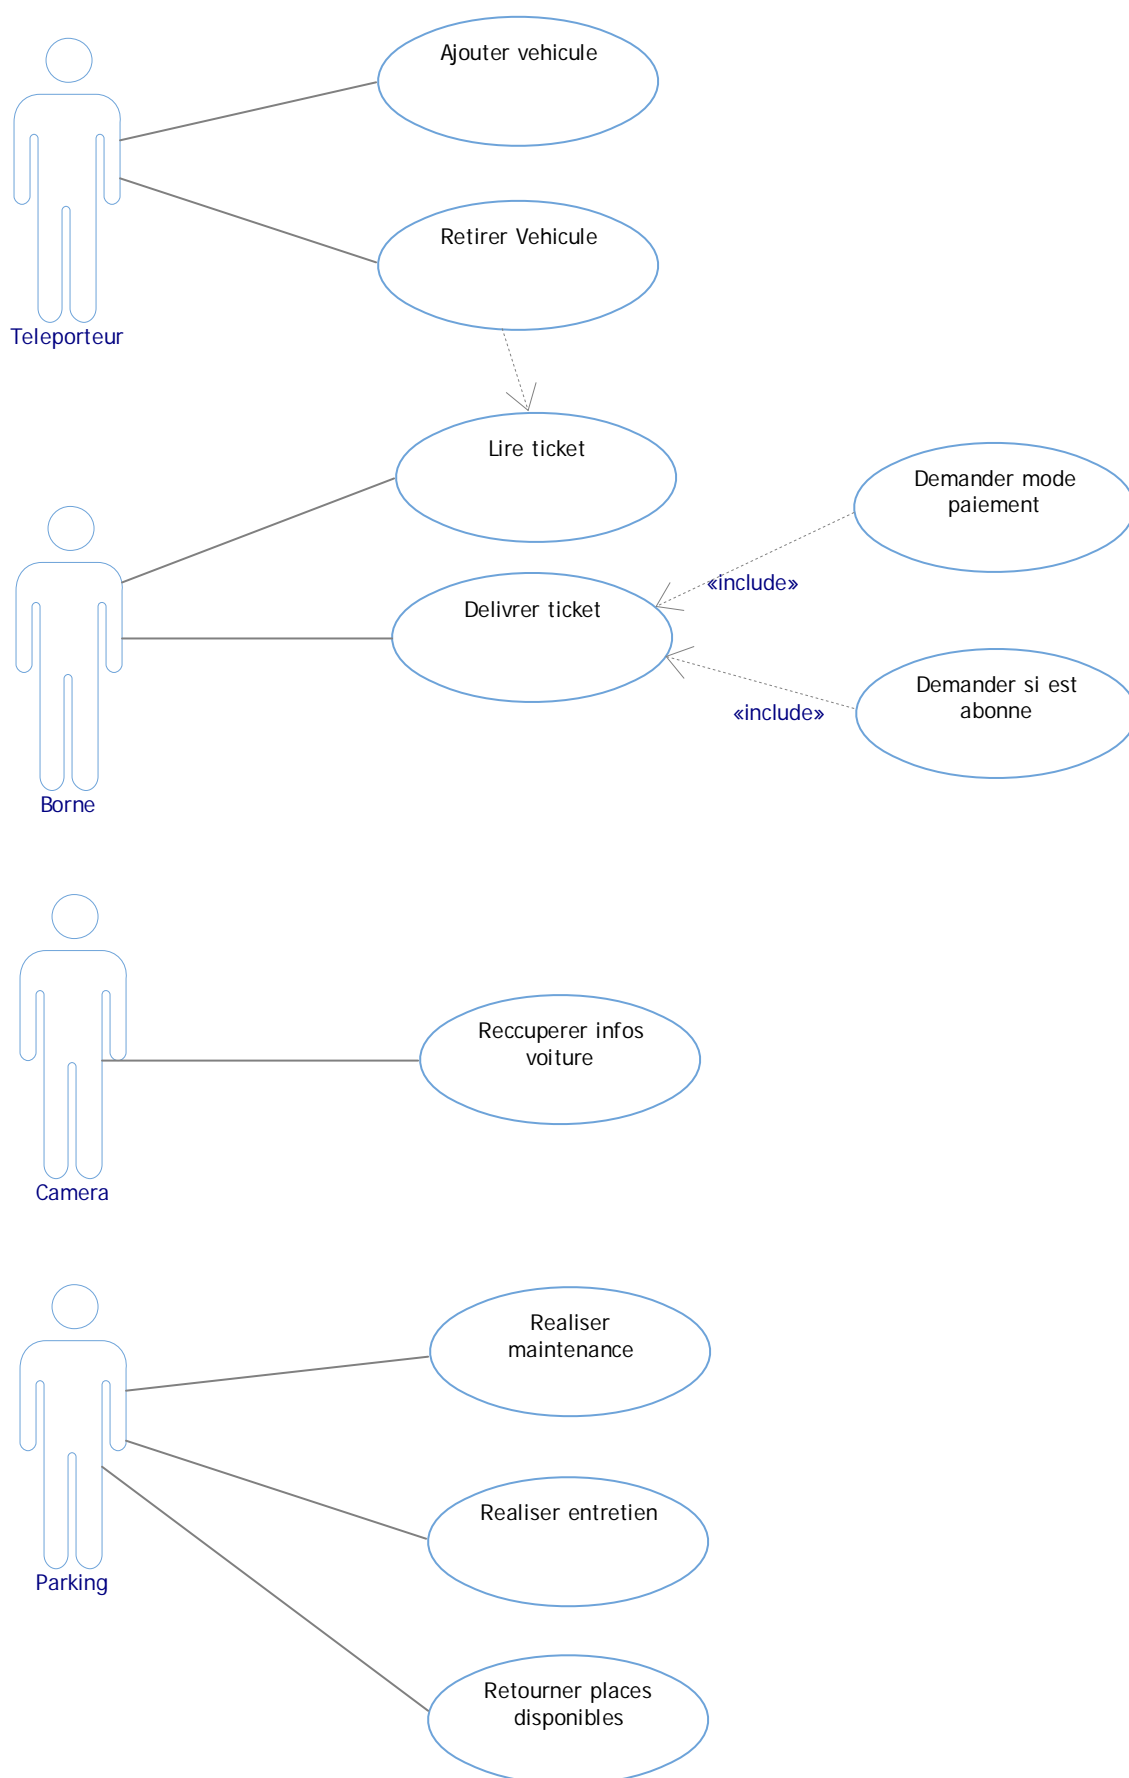 Ajouter vehicule
Retirer Vehicule
Teleporteur
Lire ticket
Demander mode
paiement
«include»
Delivrer ticket
Demander si est
abonne
«include»
Borne
Reccuperer infos
voiture
Camera
Realiser
maintenance
Realiser entretien
Parking
Retourner places
disponibles